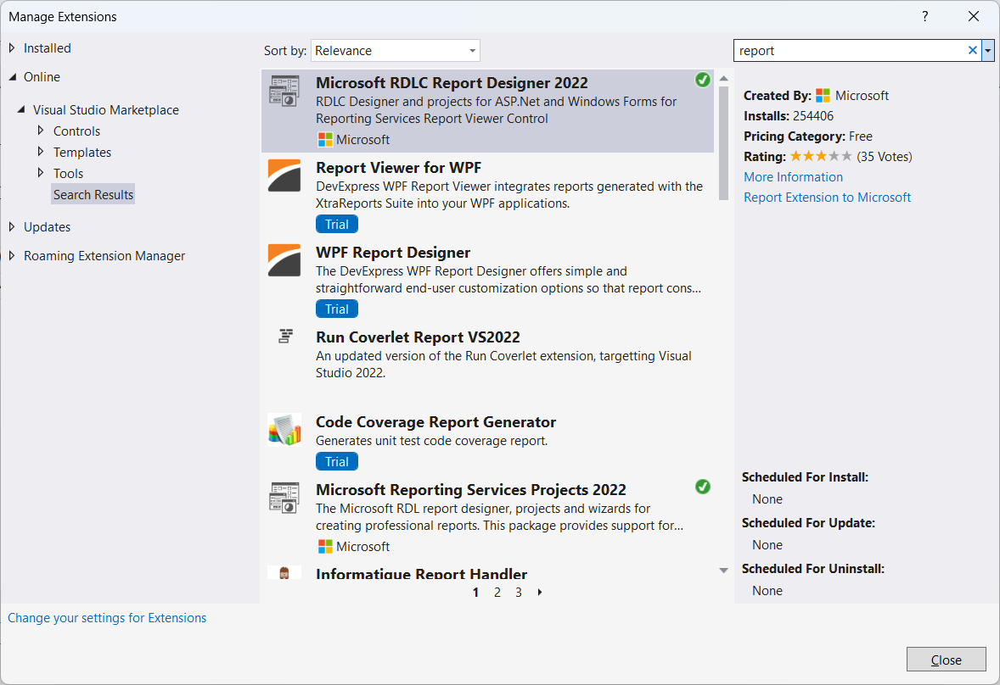 Manage Extensions
?
Installed
Online
Visual Studio Marketplace
Controls
Templates
Tools
Search Results
Updates
Roaming Extension Manager
Change your settings for Extensions
Sort by: Relevance
Microsoft RDLC Report Designer 2022
RDLC Designer and projects for ASP.Net and Windows Forms for
Reporting Services Report Viewer Control
Microsoft
Report Viewer for WPF
DevExpress WPF Report Viewer integrates reports generated with the
XtraReports Suite into your WPF applications.
Trial
WPF Report Designer
The DevExpress WPF Report Designer offers simple and
straightforward end-user customization options so that report cons...
Trial
Run Coverlet Report VS2022
An updated version of the Run Coverlet extension, targetting Visual
Studio 2022.
Code Coverage Report Generator
Generates unit test code coverage report.
Trial
Microsoft Reporting Services Projects 2022
The Microsoft RDL report designer, projects and wizards for
creating professional reports. This package provides support for...
Microsoft
Informatique Report Handler
1 2 3
report
Created By: Microsoft
Installs: 254406
Pricing Category: Free
Rating: (35 Votes)
More Information
Report Extension to Microsoft
Scheduled For Install:
None
Scheduled For Update:
None
Scheduled For Uninstall:
None
Close